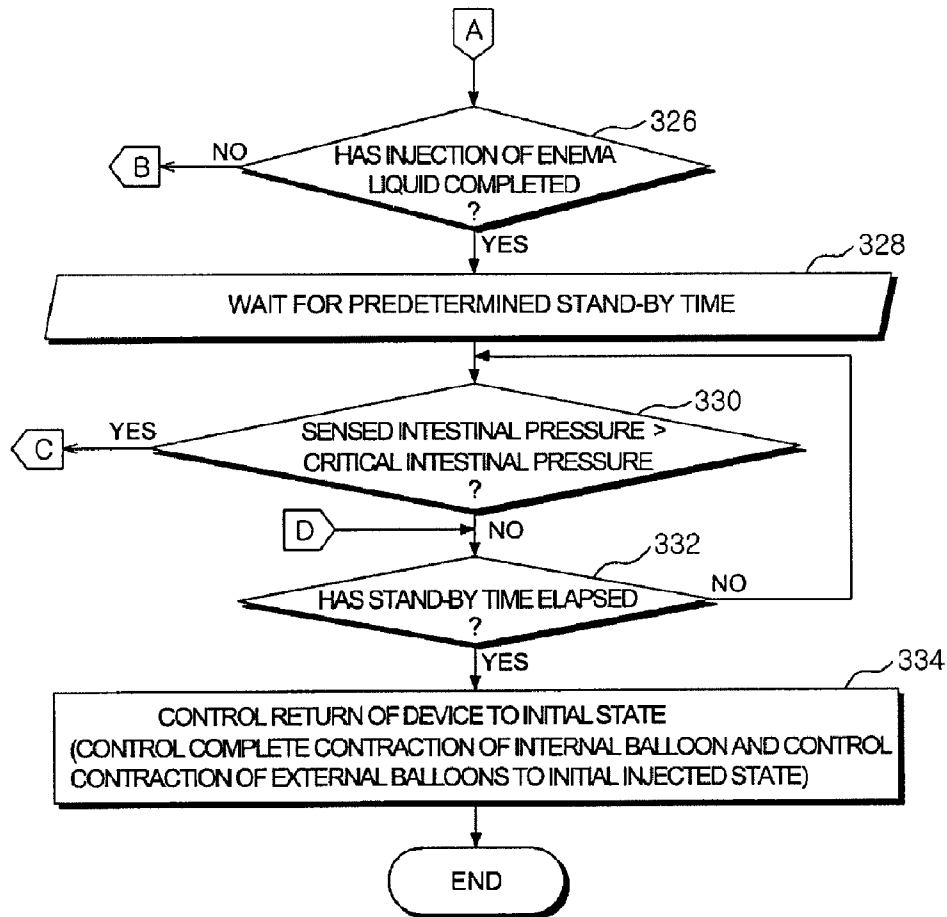 A
326
HAS INJECTION OF ENEMA
LIQUID COMPLETED
?
NO
B
YES
328
WAIT FOR PREDETERMINED STAND-BY TIME
330
SENSED INTESTINAL PRESSURE >
CRITICAL INTESTINAL PRESSURE
?
YES
C
D
NO
332
HAS STAND-BY TIME ELAPSED
?
NO
YES
334
CONTROL RETURN OF DEVICE TO INITIAL STATE
(CONTROL COMPLETE CONTRACTION OF INTERNAL BALLOON AND CONTROL
CONTRACTION OF EXTERNAL BALLOONS TO INITIAL INJECTED STATE)
END